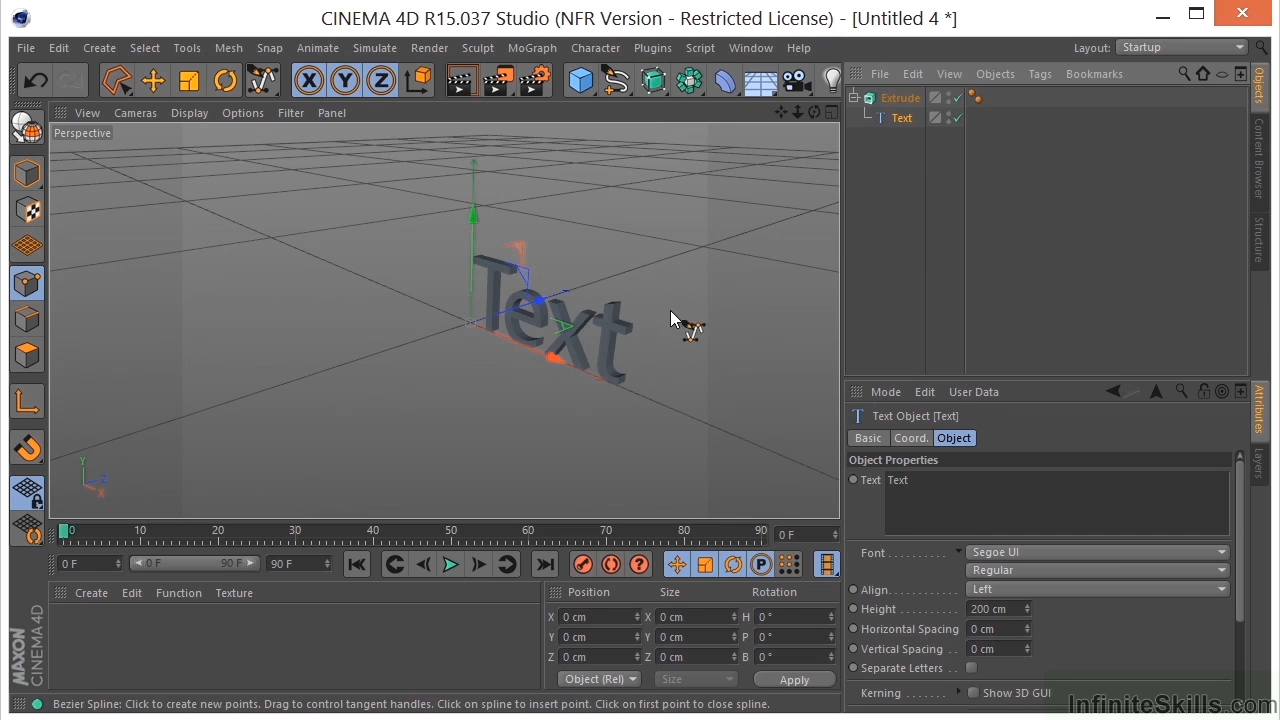 CINEMA 4D R15.037 Studio (NFR Version - Restricted License) - [Untitled 4 *]
File Edit Create Select Tools Mesh Snap Animate Simulate Render Sculpt MoGraph Character Plugins Script Window Help
Layout: Startup
X Y Z
File Edit View Objects Tags Bookmarks
Extrude
Text
Objects
Content Browser
Structure
View Cameras Display Options Filter Panel
Perspective
Text
Y
Z
X
0 10 20 30 40 50 60 70 80 90 0 F
0 F 0 F 90 F 90 F
P
Create Edit Function Texture
Position Size Rotation
X 0 cm X 0 cm H 0 °
Y 0 cm Y 0 cm P 0 °
Z 0 cm Z 0 cm B 0 °
Object (Rel) Size Apply
MAXON
CINEMA 4D
Bezier Spline: Click to create new points. Drag to control tangent handles. Click on spline to insert point. Click on first point to close spline.
Mode Edit User Data
Text Object [Text]
Basic Coord. Object
Object Properties
Text Text
Font Segoe UI
Regular
Align Left
Height 200 cm
Horizontal Spacing 0 cm
Vertical Spacing 0 cm
Separate Letters
Kerning Show 3D GUI
Attributes
Layers
InfiniteSkills.com